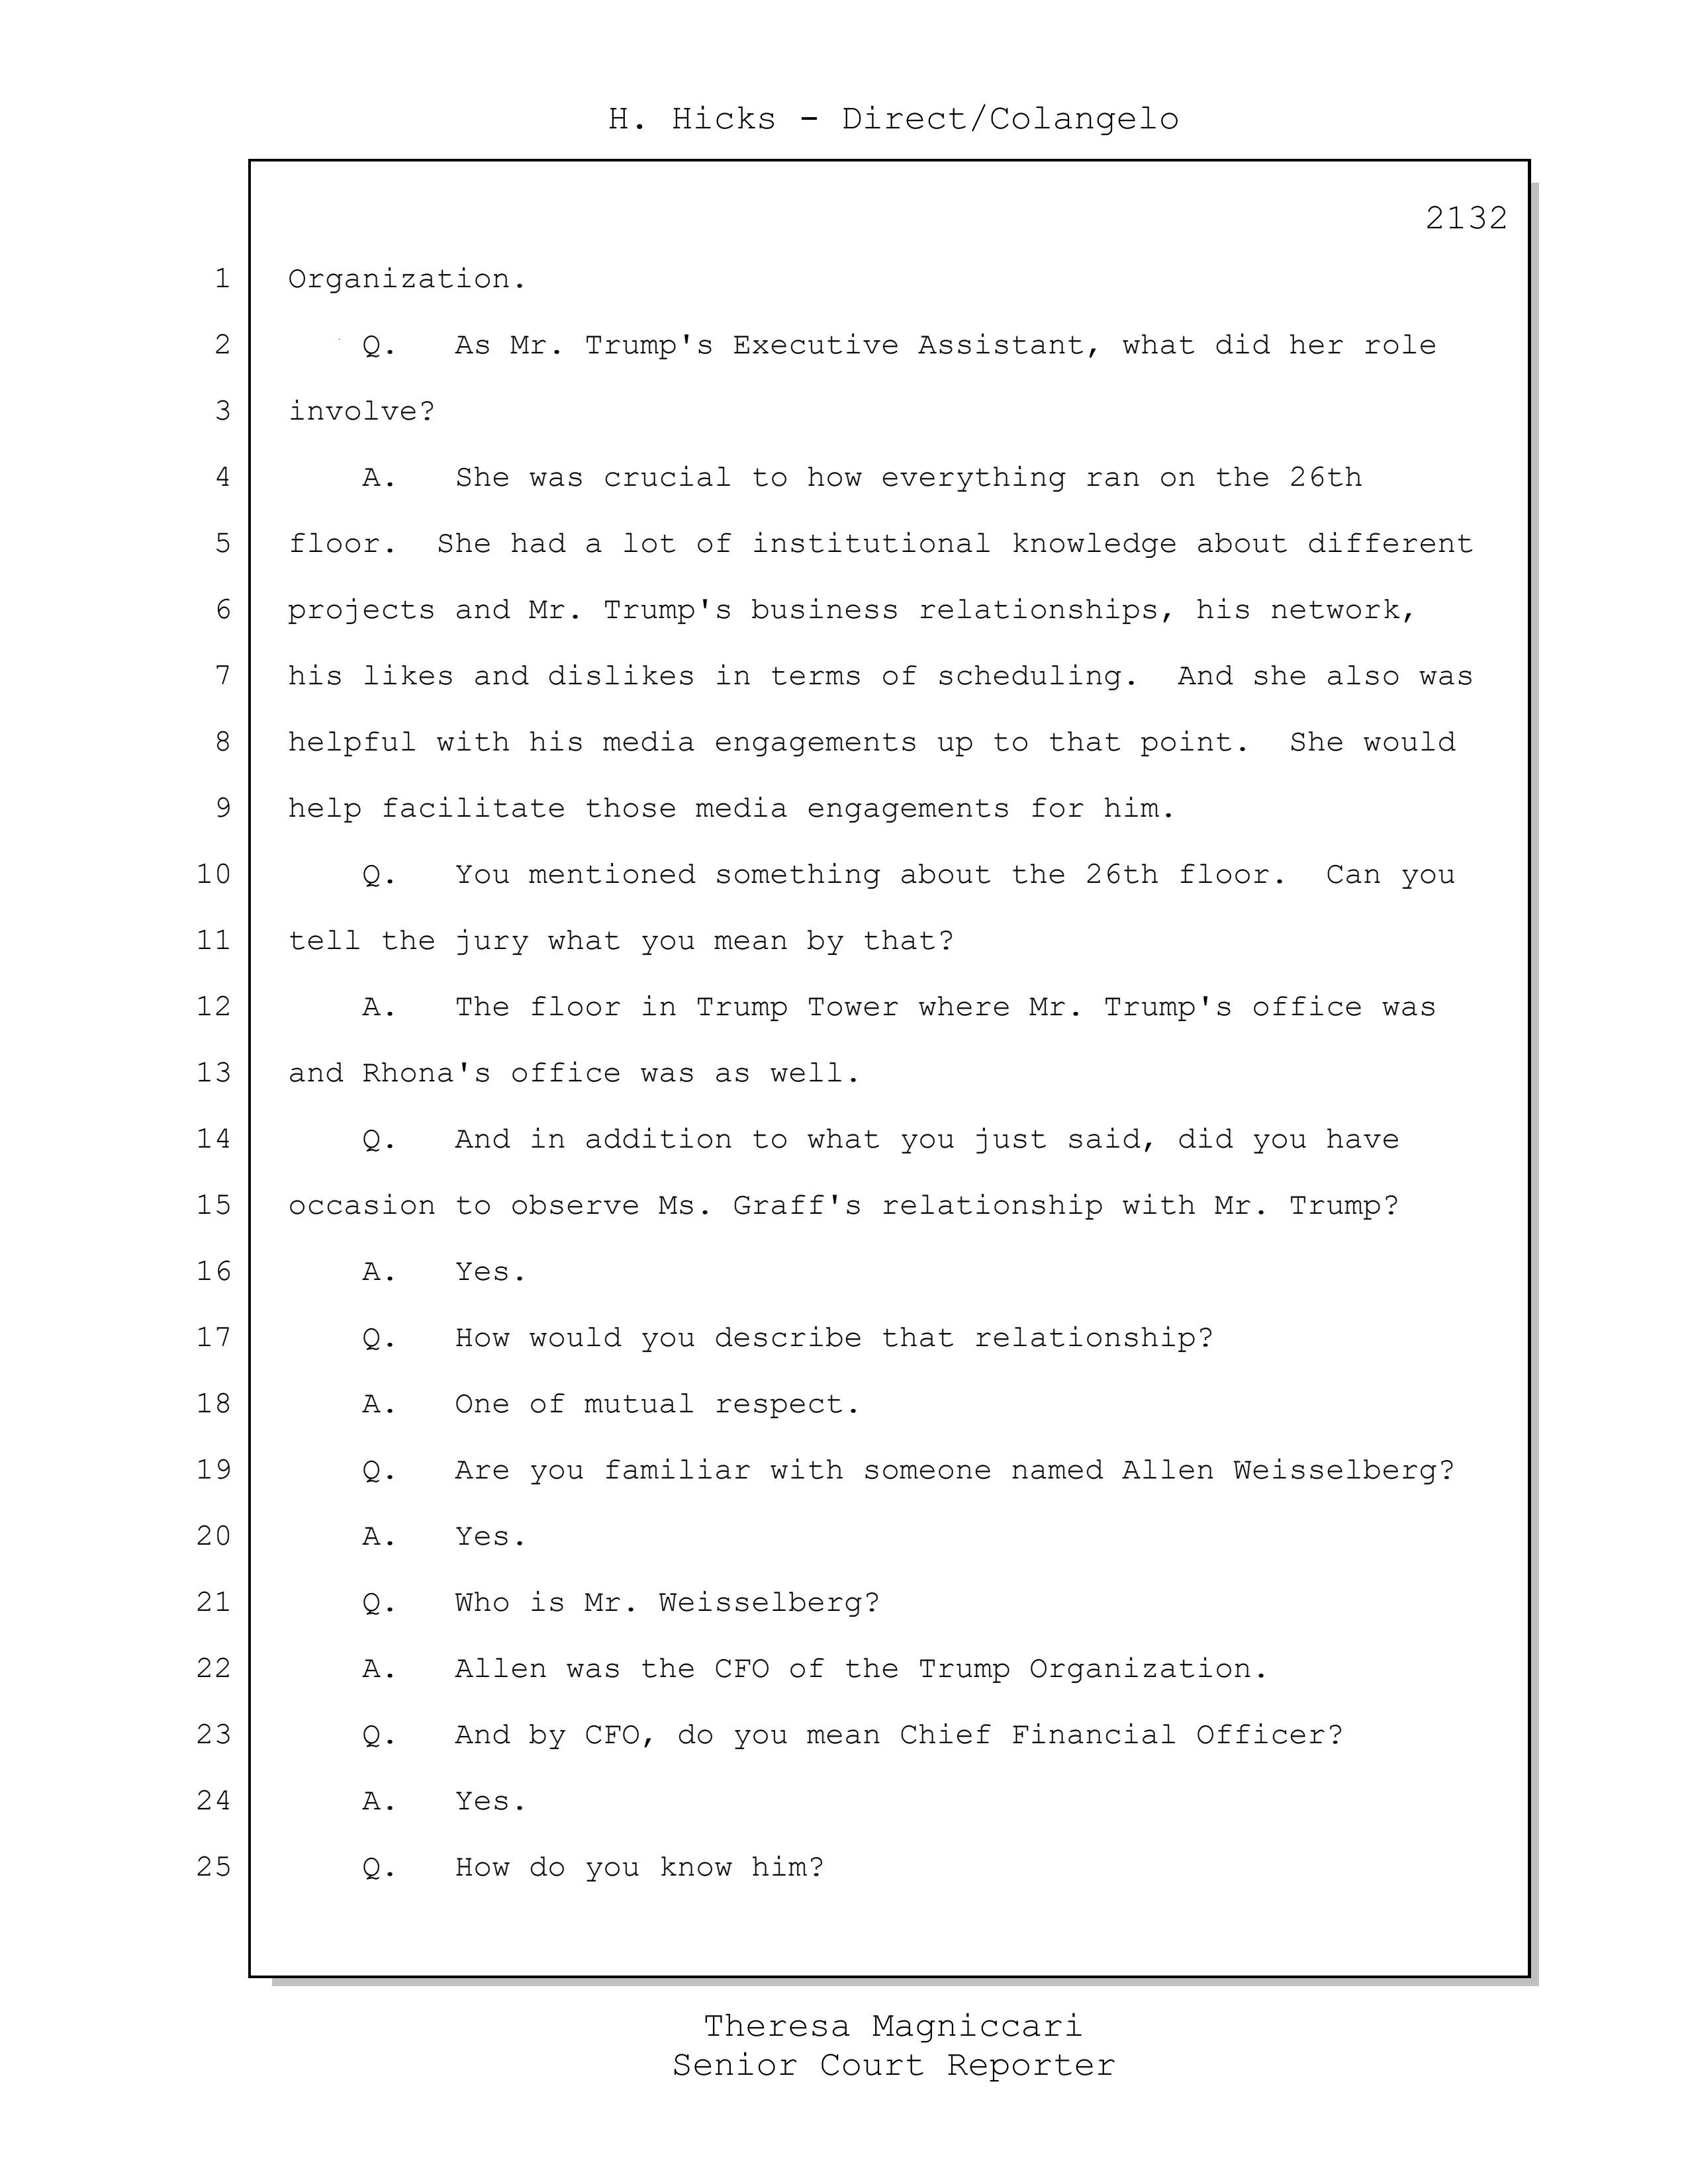 H. Hicks - Direct/Colangelo
2132
1 Organization.
2 Q. As Mr. Trump's Executive Assistant, what did her role
3 involve?
4 A. She was crucial to how everything ran on the 26th
5 floor. She had a lot of institutional knowledge about different
6 projects and Mr. Trump's business relationships, his network,
7 his likes and dislikes in terms of scheduling. And she also was
8 helpful with his media engagements up to that point. She would
9 help facilitate those media engagements for him.
10 Q. You mentioned something about the 26th floor. Can you
11 tell the jury what you mean by that?
12 A. The floor in Trump Tower where Mr. Trump's office was
13 and Rhona's office was as well.
14 Q. And in addition to what you just said, did you have
15 occasion to observe Ms. Graff's relationship with Mr. Trump?
16 A. Yes.
17 Q. How would you describe that relationship?
18 A. One of mutual respect.
19 Q. Are you familiar with someone named Allen Weisselberg?
20 A. Yes.
21 Q. Who is Mr. Weisselberg?
22 A. Allen was the CFO of the Trump Organization.
23 Q. And by CFO, do you mean Chief Financial Officer?
24 A. Yes.
25 Q. How do you know him?
Theresa Magniccari
Senior Court Reporter